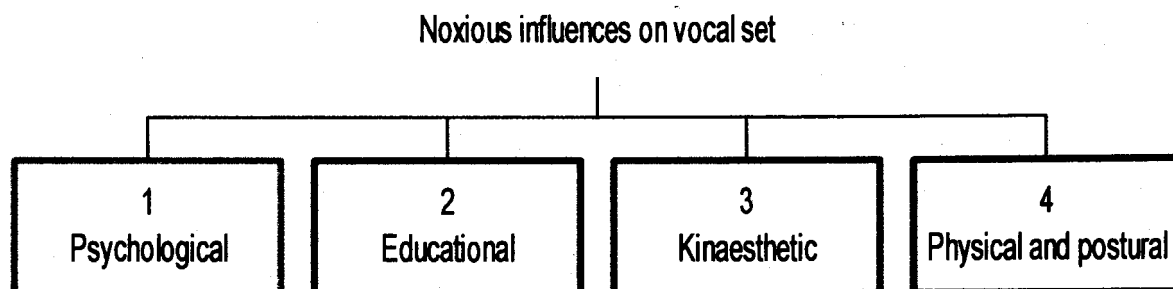 Noxious influences on vocal set
1
Psychological
2
Educational
3
Kinaesthetic
4
Physical and postural